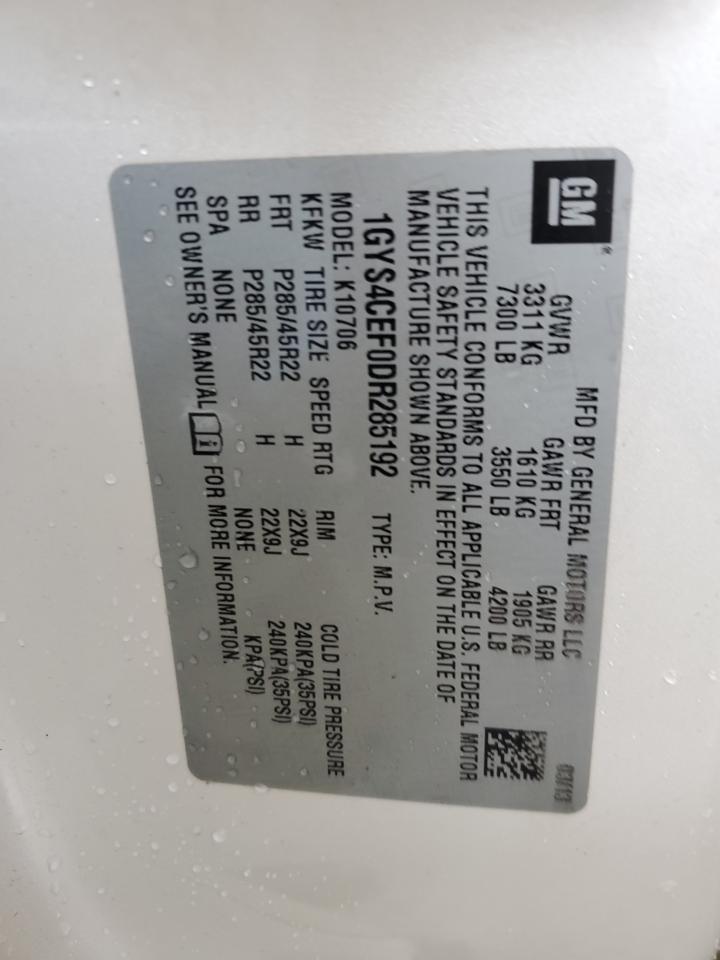 GM
MFD BY GENERAL MOTORS LLC 03/13
GVWR GAWR FRT GAWR RR
3311 KG 1610 KG 1905 KG
7300 LB 3550 LB 4200 LB
THIS VEHICLE CONFORMS TO ALL APPLICABLE U.S. FEDERAL MOTOR
VEHICLE SAFETY STANDARDS IN EFFECT ON THE DATE OF
MANUFACTURE SHOWN ABOVE.
1GYS4CEF0DR285192 TYPE: M.P.V.
MODEL: K10706
KFKW TIRE SIZE SPEED RTG RIM COLD TIRE PRESSURE
FRT P285/45R22 H 22X9J 240KPA(35PSI)
RR P285/45R22 H 22X9J 240KPA(35PSI)
SPA NONE NONE KPA(PSI)
SEE OWNER'S MANUAL FOR MORE INFORMATION.